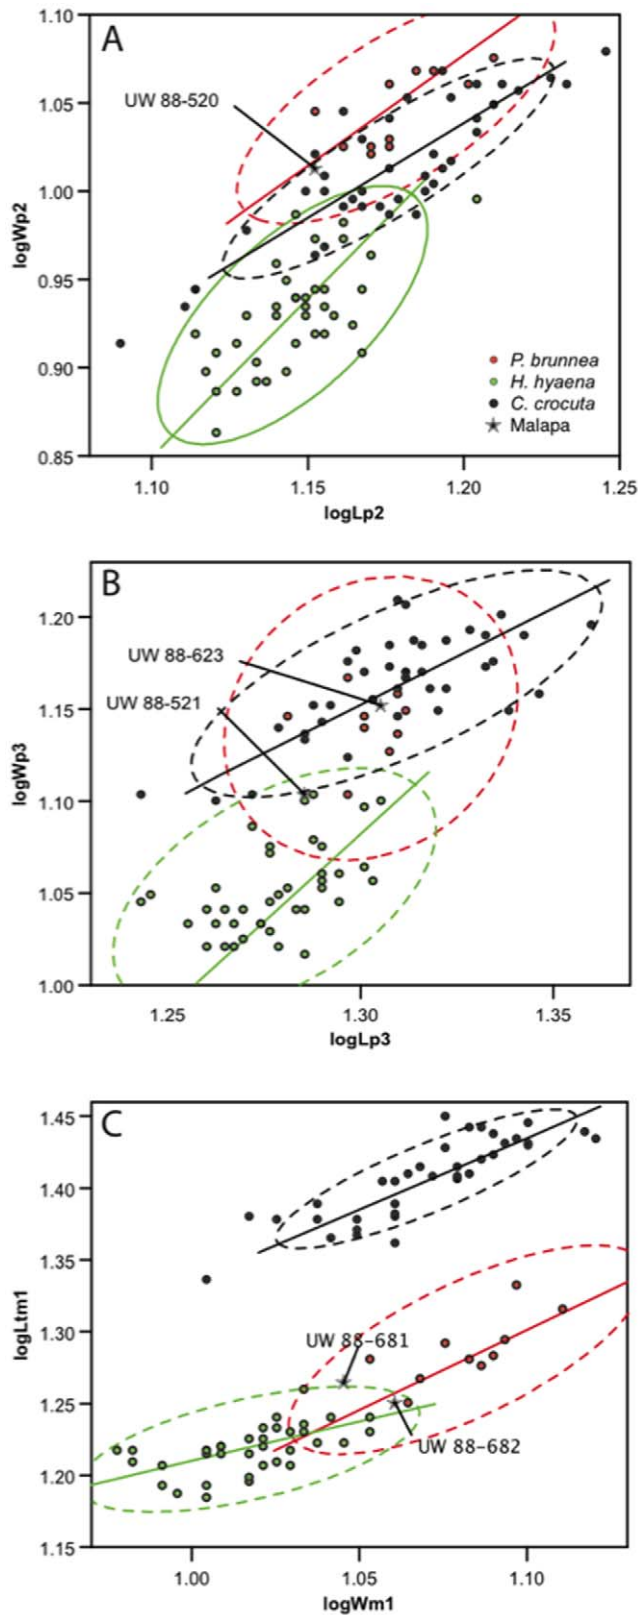 A
1.10
1.05
1.00
0.95
0.90
0.85
logWp2
UW 88-520
P. brunnea
H. hyaena
C. crocuta
Malapa
1.10 1.15 1.20 1.25
logLp2
B
1.20
1.15
1.10
1.05
1.00
logWp3
UW 88-623
UW 88-521
1.25 1.30 1.35
logLp3
C
1.45
1.40
1.35
1.30
1.25
1.20
1.15
logLtm1
UW 88-681
UW 88-682
1.00 1.05 1.10
logWm1